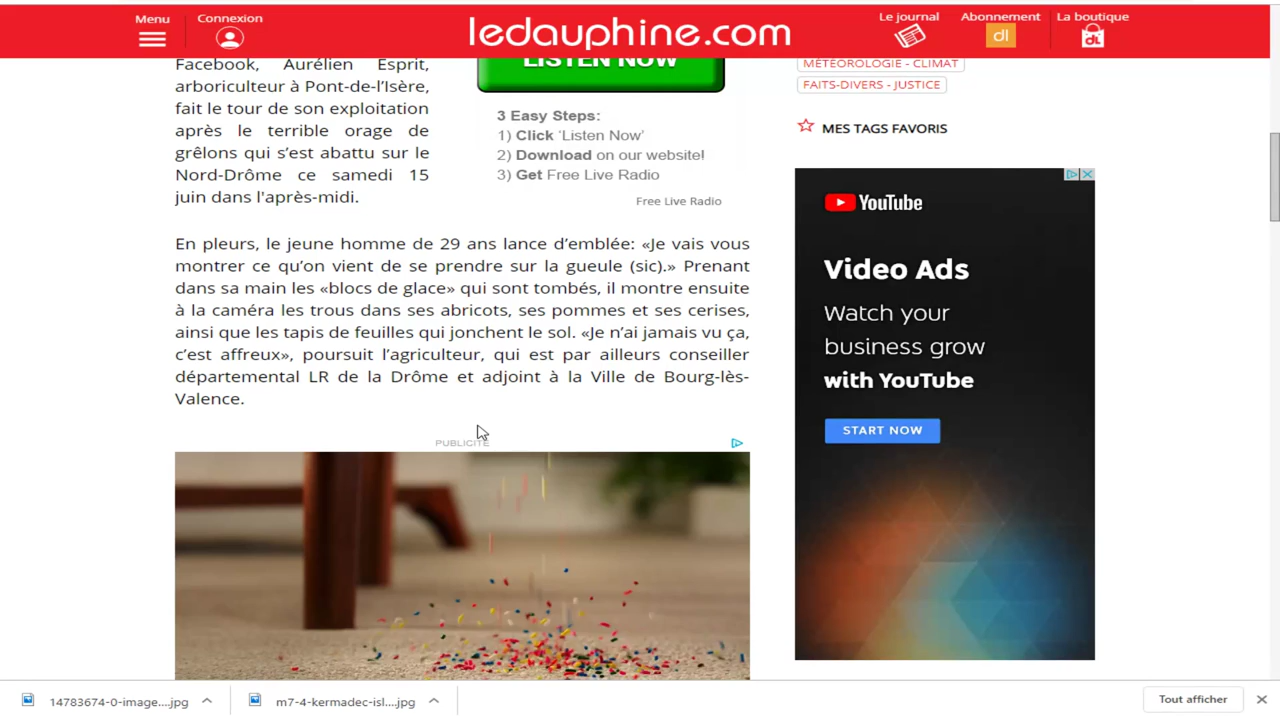 Menu
Connexion
ledauphine.com
Le journal
Abonnement
dl
La boutique
dl
Facebook, Aurélien Esprit,
arboriculteur à Pont-de-l’Isère,
fait le tour de son exploitation
après le terrible orage de
grêlons qui s’est abattu sur le
Nord-Drôme ce samedi 15
juin dans l'après-midi.
LISTEN NOW
3 Easy Steps:
1) Click ‘Listen Now’
2) Download on our website!
3) Get Free Live Radio
Free Live Radio
En pleurs, le jeune homme de 29 ans lance d’emblée: «Je vais vous
montrer ce qu’on vient de se prendre sur la gueule (sic).» Prenant
dans sa main les «blocs de glace» qui sont tombés, il montre ensuite
à la caméra les trous dans ses abricots, ses pommes et ses cerises,
ainsi que les tapis de feuilles qui jonchent le sol. «Je n’ai jamais vu ça,
c’est affreux», poursuit l’agriculteur, qui est par ailleurs conseiller
départemental LR de la Drôme et adjoint à la Ville de Bourg-lès-
Valence.
PUBLICITÉ
MÉTÉOROLOGIE - CLIMAT
FAITS-DIVERS - JUSTICE
MES TAGS FAVORIS
YouTube
Video Ads
Watch your
business grow
with YouTube
START NOW
14783674-0-image....jpg
m7-4-kermadec-isl....jpg
Tout afficher